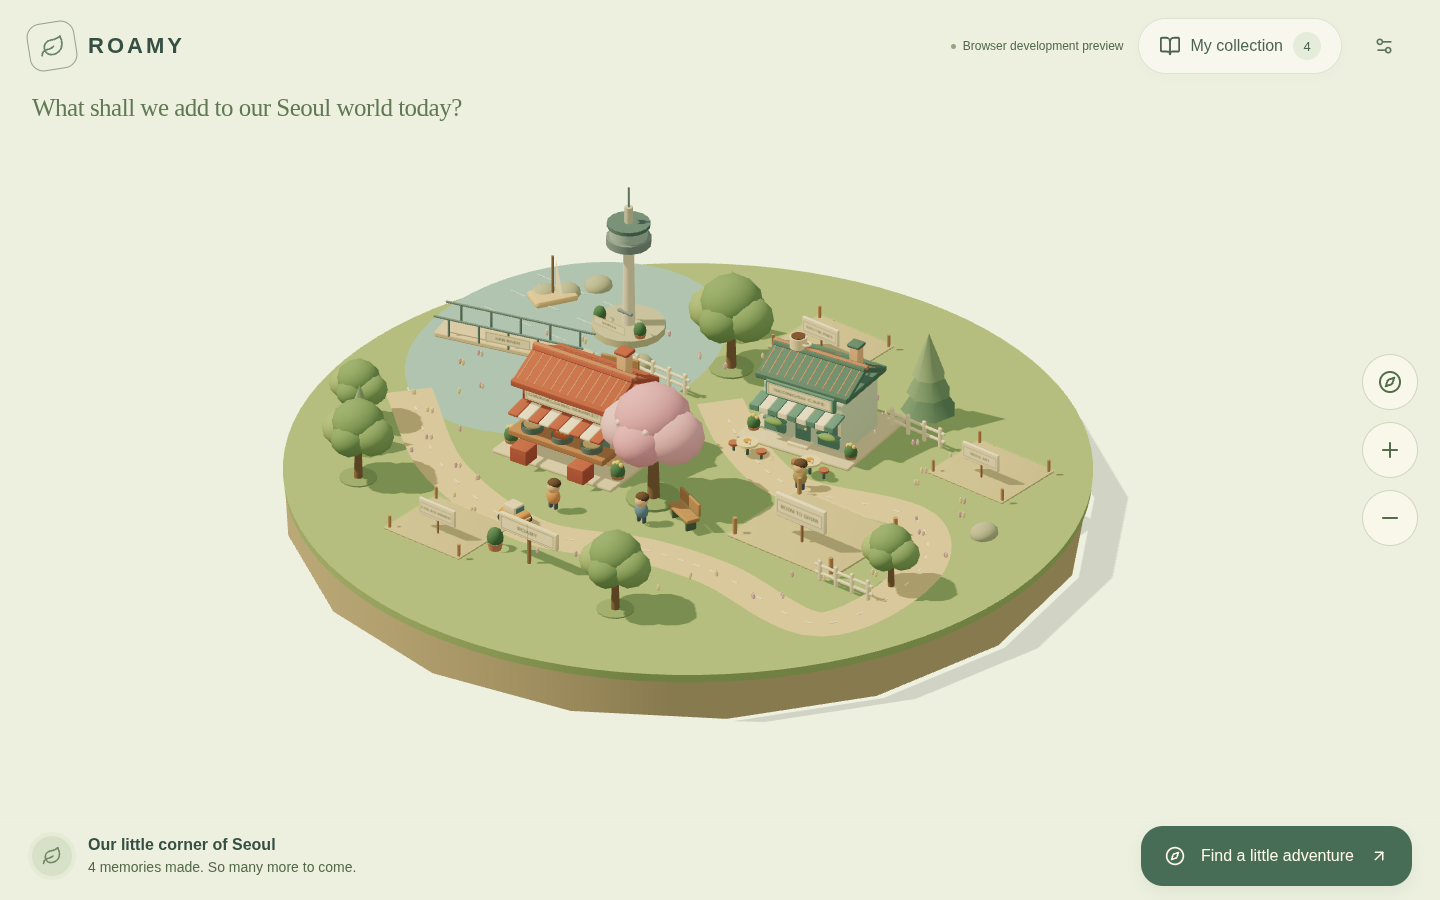 ROAMY
Browser development preview
My collection
4
What shall we add to our Seoul world today?
Our little corner of Seoul
4 memories made. So many more to come.
Find a little adventure